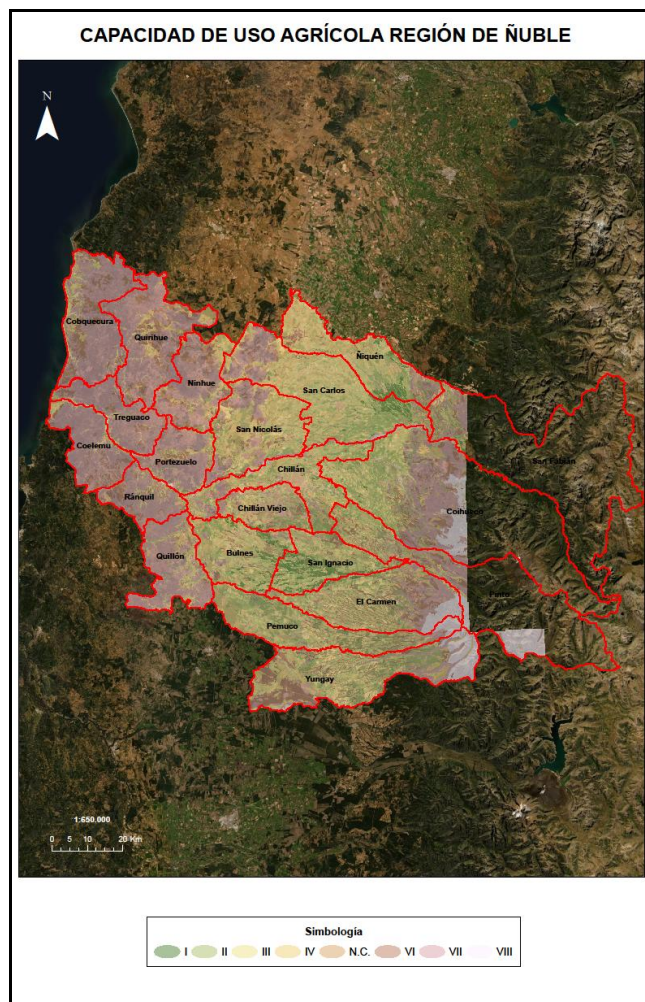 CAPACIDAD DE USO AGRÍCOLA REGIÓN DE ÑUBLE
N
Cobquecura
Quirihue
Ñiquén
Ninhue
San Carlos
Treguaco
San Nicolás
Coelemu
Portezuelo
San Fabián
Chillán
Ránquil
Chillán Viejo
Coihueco
Quillón
Bulnes
San Ignacio
Pinto
El Carmen
Pemuco
Yungay
1:650.000
0 5 10 20 Km
Simbología
I II III IV N.C. VI VII VIII